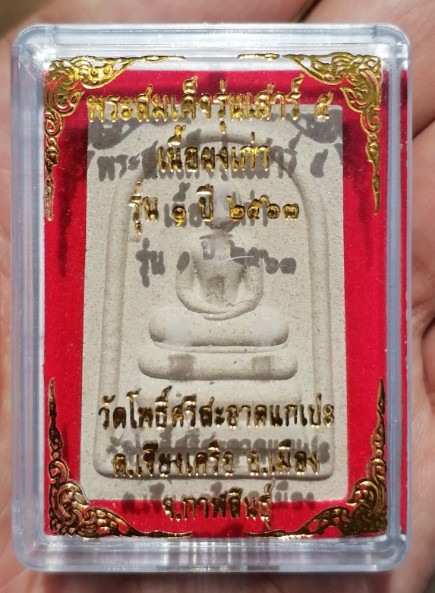 พระสมเด็จรุ่นเสาร์ ๕
เนื้อผงเก่า
รุ่น ๑ ปี ๒๕๖๓
วัดโพธิ์ศรีสะอาดแกเปะ
ต.เชียงเครือ อ.เมือง
จ.กาฬสินธุ์